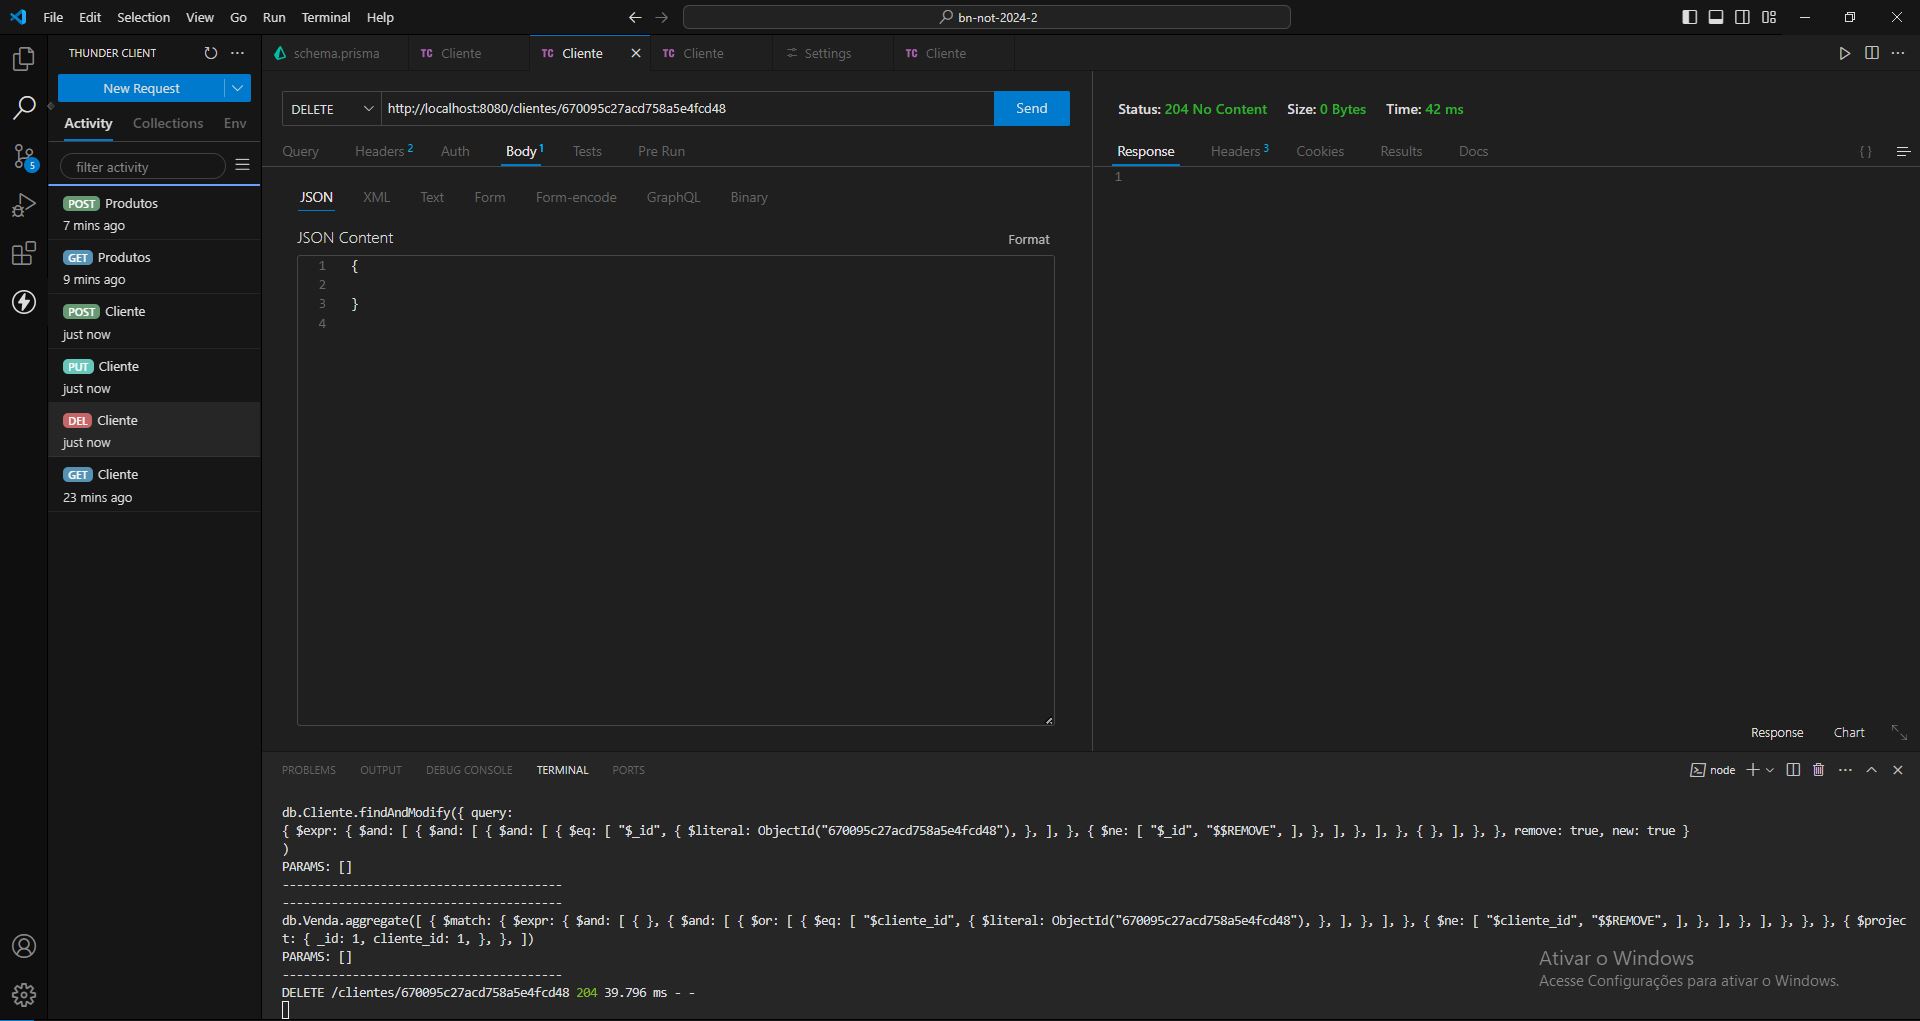 File Edit Selection View Go Run Terminal Help
bn-not-2024-2
THUNDER CLIENT
schema.prisma
TC Cliente
TC Cliente
TC Cliente
Settings
TC Cliente
New Request
Activity Collections Env
filter activity
5
POST Produtos
7 mins ago
GET Produtos
9 mins ago
POST Cliente
just now
PUT Cliente
just now
DEL Cliente
just now
GET Cliente
23 mins ago
DELETE http://localhost:8080/clientes/670095c27acd758a5e4fcd48 Send
Query Headers 2 Auth Body 1 Tests Pre Run
JSON XML Text Form Form-encode GraphQL Binary
JSON Content
Format
1 {
2
3 }
4
Status: 204 No Content Size: 0 Bytes Time: 42 ms
Response Headers 3 Cookies Results Docs { }
1
Response Chart
PROBLEMS OUTPUT DEBUG CONSOLE TERMINAL PORTS
node
db.Cliente.findAndModify({ query:
{ $expr: { $and: [ { $and: [ { $and: [ { $eq: [ "$_id", { $literal: ObjectId("670095c27acd758a5e4fcd48"), }, ], }, { $ne: [ "$_id", "$$REMOVE", ], }, ], }, ], }, { }, ], }, }, remove: true, new: true }
)
PARAMS: []
----------------------------------------
----------------------------------------
db.Venda.aggregate([ { $match: { $expr: { $and: [ { }, { $and: [ { $or: [ { $eq: [ "$cliente_id", { $literal: ObjectId("670095c27acd758a5e4fcd48"), }, ], }, ], }, { $ne: [ "$cliente_id", "$$REMOVE", ], }, ], }, ], }, }, }, { $projec
t: { _id: 1, cliente_id: 1, }, }, ])
PARAMS: []
----------------------------------------
DELETE /clientes/670095c27acd758a5e4fcd48 204 39.796 ms - -
Ativar o Windows
Acesse Configurações para ativar o Windows.